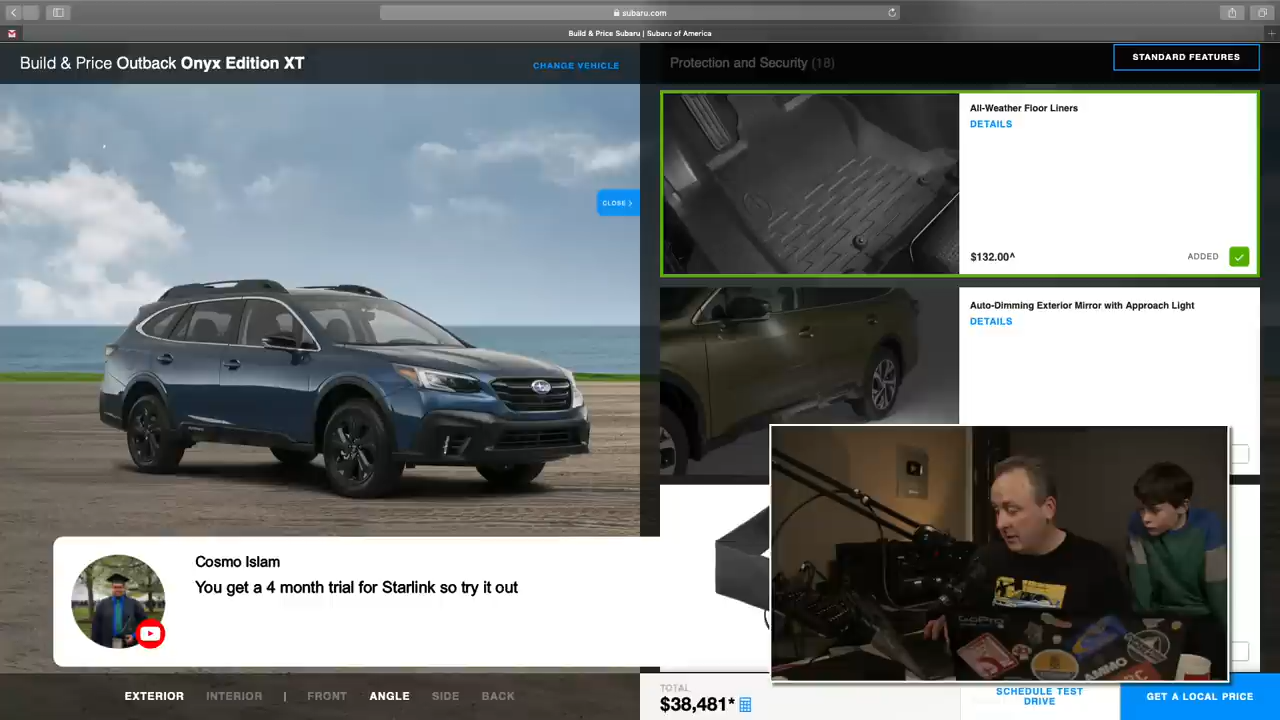 subaru.com
Build & Price Subaru | Subaru of America
Build & Price Outback Onyx Edition XT
CHANGE VEHICLE
Protection and Security (18)
STANDARD FEATURES
All-Weather Floor Liners
DETAILS
$132.00^
ADDED
CLOSE >
Auto-Dimming Exterior Mirror with Approach Light
DETAILS
Cosmo Islam
You get a 4 month trial for Starlink so try it out
GoPRO
AMMO
EXTERIOR INTERIOR | FRONT ANGLE SIDE BACK
TOTAL
$38,481*
SCHEDULE TEST
DRIVE
GET A LOCAL PRICE